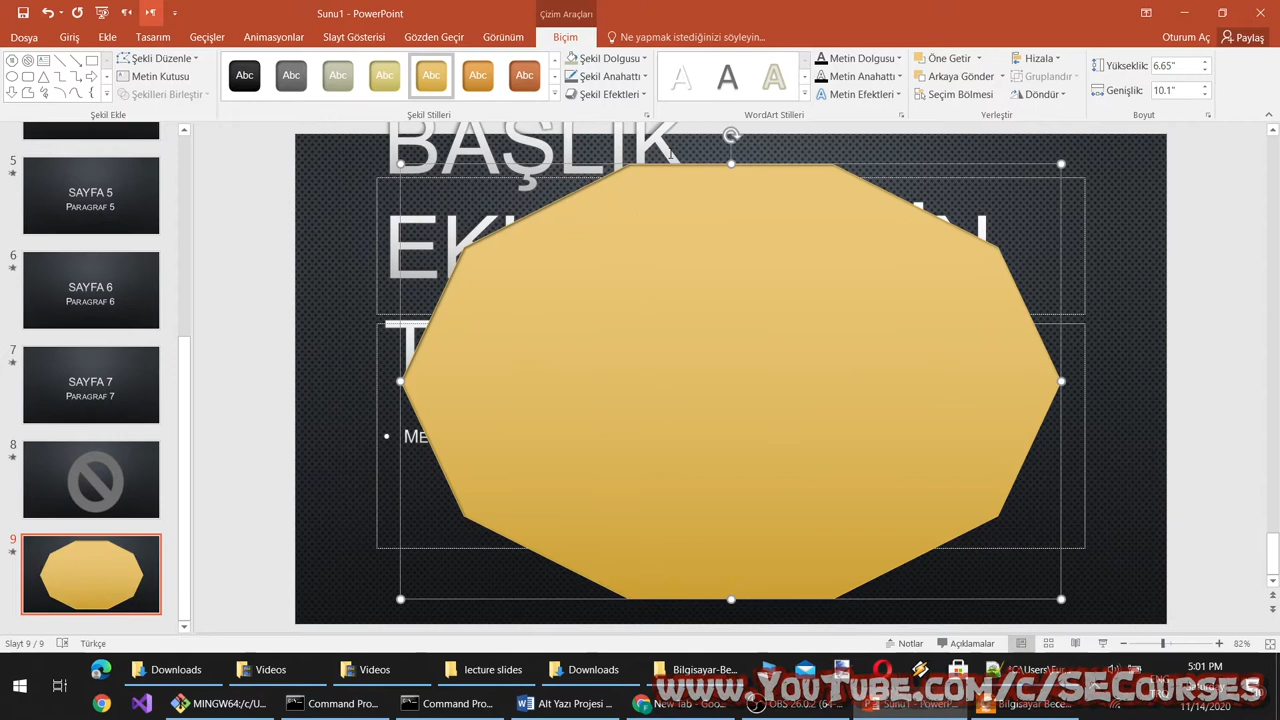 Sunu1 - PowerPoint
Çizim Araçları
Dosya Giriş Ekle Tasarım Geçişler Animasyonlar Slayt Gösterisi Gözden Geçir Görünüm Biçim Ne yapmak istediğinizi söyleyin... Oturum Aç Paylaş
Şekli Düzenle
Metin Kutusu
Şekilleri Birleştir
Abc Abc Abc Abc Abc Abc Abc
Şekil Dolgusu
Şekil Anahattı
Şekil Efektleri
A A A
Metin Dolgusu
Metin Anahattı
Metin Efektleri
Öne Getir
Arkaya Gönder
Seçim Bölmesi
Hizala
Gruplandır
Döndür
Yükseklik: 6.65"
Genişlik: 10.1"
Şekil Ekle Şekil Stilleri WordArt Stilleri Yerleştir Boyut
5
SAYFA 5
PARAGRAF 5
6
SAYFA 6
PARAGRAF 6
7
SAYFA 7
PARAGRAF 7
8
9
BAŞLIK
Slayt 9 / 9 Türkçe Notlar Açıklamalar 82%
Downloads Videos Videos lecture slides Downloads Bilgisayar-Be... 5:01 PM
Saturday
MINGW64:/c/U... Command Pro... Command Pro... Alt Yazı Projesi ... New Tab - Goo... OBS 26.0.2 (64-... Sunu1 - PowerP... Bilgisayar Bece... 11/14/2020
www.YouTube.com/c/SECourses